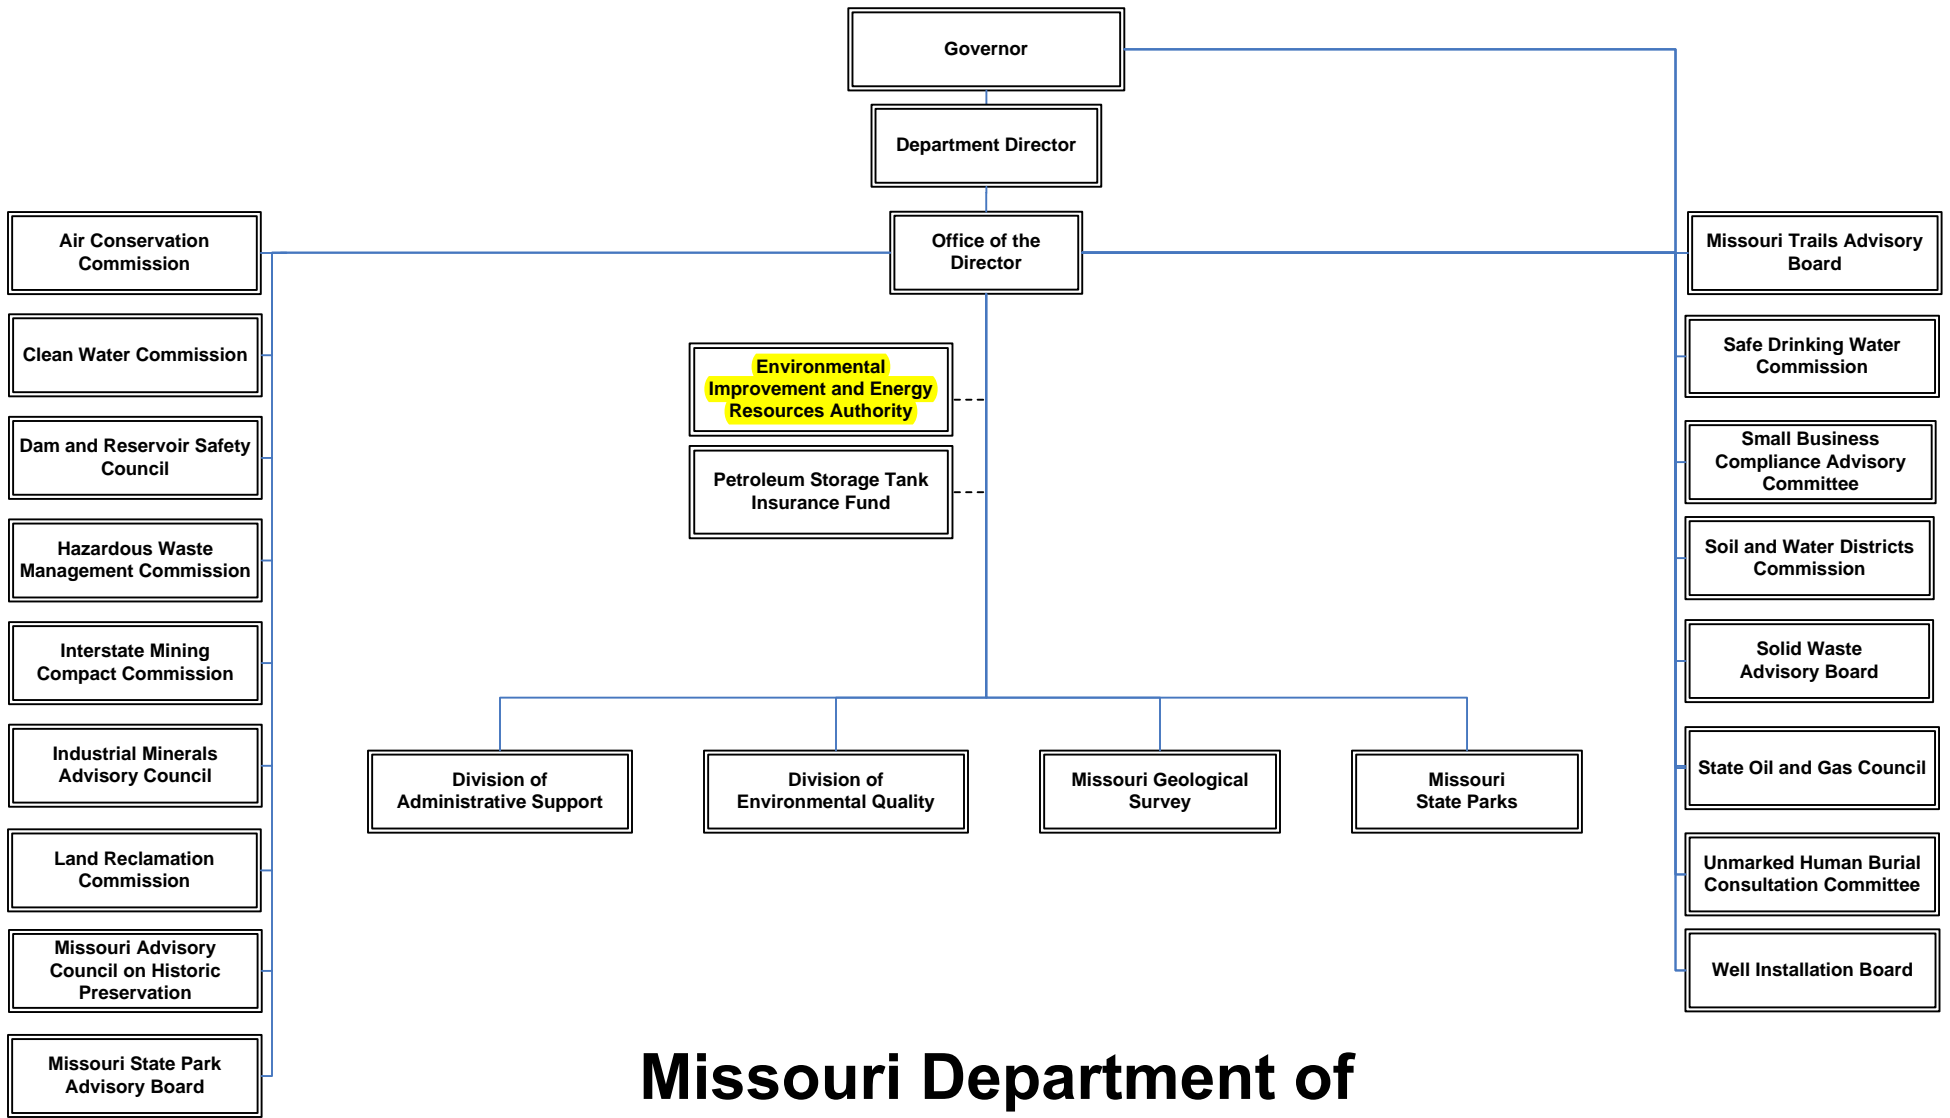 Governor
Department Director
Office of the
Director
Air Conservation
Commission
Clean Water Commission
Dam and Reservoir Safety
Council
Hazardous Waste
Management Commission
Interstate Mining
Compact Commission
Industrial Minerals
Advisory Council
Land Reclamation
Commission
Missouri Advisory
Council on Historic
Preservation
Missouri State Park
Advisory Board
Environmental
Improvement and Energy
Resources Authority
Petroleum Storage Tank
Insurance Fund
Division of
Administrative Support
Division of
Environmental Quality
Missouri Geological
Survey
Missouri
State Parks
Missouri Trails Advisory
Board
Safe Drinking Water
Commission
Small Business
Compliance Advisory
Committee
Soil and Water Districts
Commission
Solid Waste
Advisory Board
State Oil and Gas Council
Unmarked Human Burial
Consultation Committee
Well Installation Board
Missouri Department of